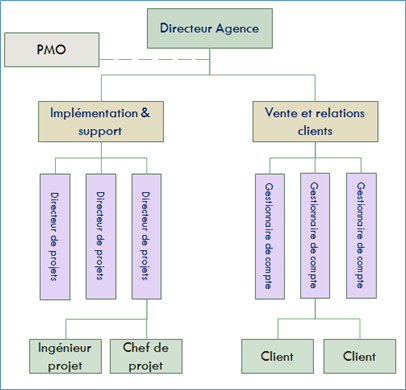 Directeur Agence
PMO
Implémentation &
support
Vente et relations
clients
Directeur de projets
Directeur de projets
Directeur de projets
Gestionnaire de compte
Gestionnaire de compte
Gestionnaire de compte
Ingénieur
projet
Chef de
projet
Client
Client